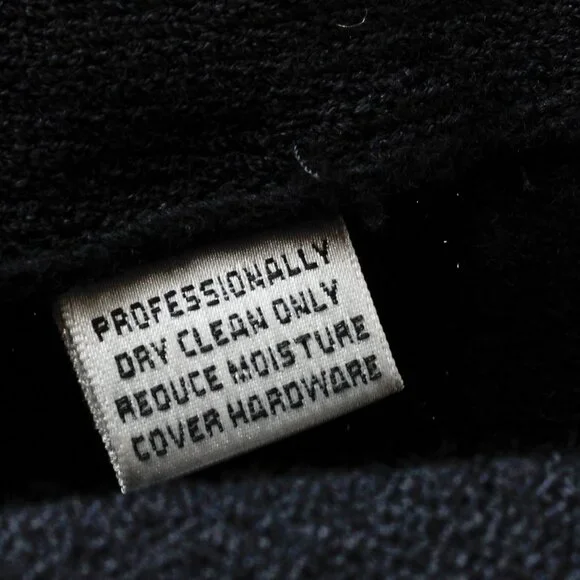 PROFESSIONALLY
DRY CLEAN ONLY
REDUCE MOISTURE
COVER HARDWARE